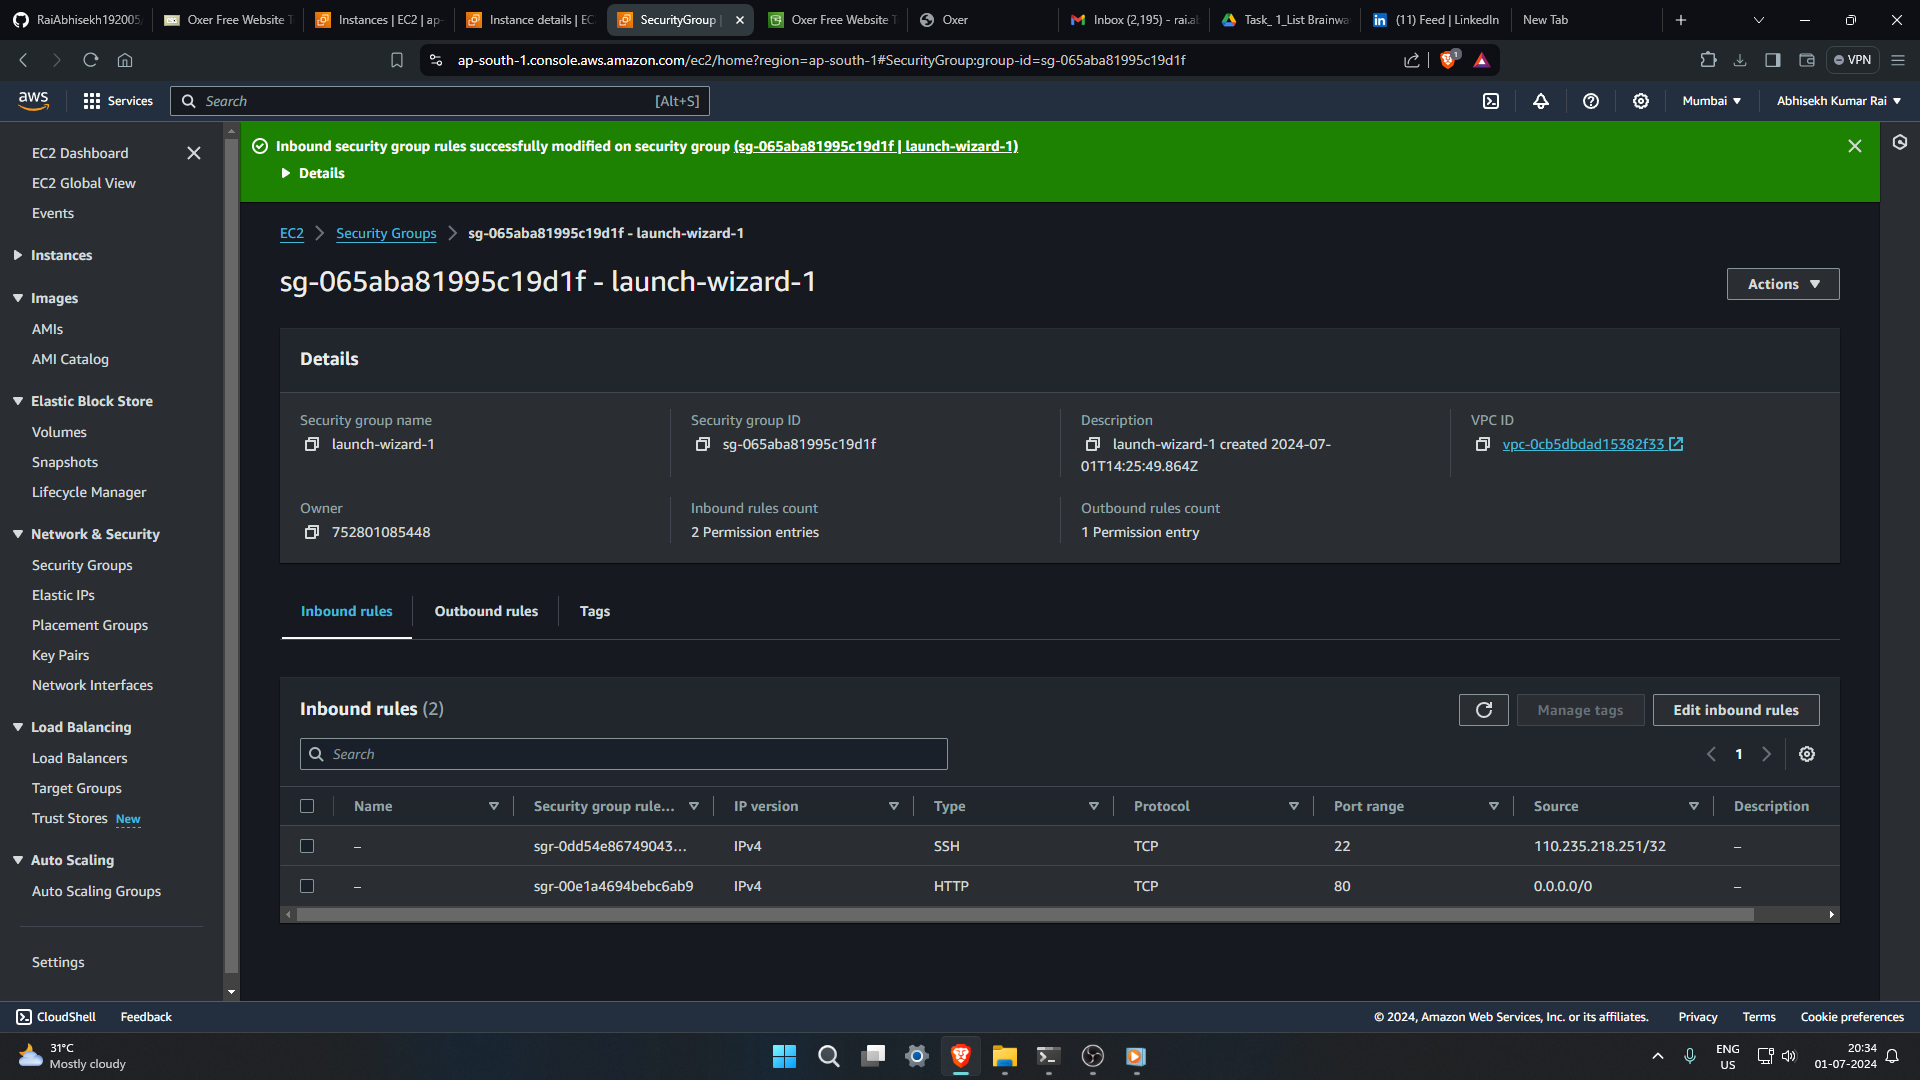 RaiAbhisekh192005/
Oxer Free Website T
Instances | EC2 | ap-
Instance details | EC
SecurityGroup |
Oxer Free Website T
Oxer
Inbox (2,195) - rai.al
Task_ 1_List Brainwa
(11) Feed | LinkedIn
New Tab
ap-south-1.console.aws.amazon.com/ec2/home?region=ap-south-1#SecurityGroup:group-id=sg-065aba81995c19d1f
1
VPN
aws
Services
Search
[Alt+S]
Mumbai
Abhisekh Kumar Rai
EC2 Dashboard
EC2 Global View
Events
Instances
Images
AMIs
AMI Catalog
Elastic Block Store
Volumes
Snapshots
Lifecycle Manager
Network & Security
Security Groups
Elastic IPs
Placement Groups
Key Pairs
Network Interfaces
Load Balancing
Load Balancers
Target Groups
Trust Stores New
Auto Scaling
Auto Scaling Groups
Settings
Inbound security group rules successfully modified on security group (sg-065aba81995c19d1f | launch-wizard-1)
Details
EC2 > Security Groups > sg-065aba81995c19d1f - launch-wizard-1
sg-065aba81995c19d1f - launch-wizard-1
Actions
Details
Security group name
launch-wizard-1
Security group ID
sg-065aba81995c19d1f
Description
launch-wizard-1 created 2024-07-
01T14:25:49.864Z
VPC ID
vpc-0cb5dbdad15382f33
Owner
752801085448
Inbound rules count
2 Permission entries
Outbound rules count
1 Permission entry
Inbound rules
Outbound rules
Tags
Inbound rules (2)
Manage tags
Edit inbound rules
Search
1
Name Security group rule... IP version Type Protocol Port range Source Description
– sgr-0dd54e86749043... IPv4 SSH TCP 22 110.235.218.251/32 –
– sgr-00e1a4694bebc6ab9 IPv4 HTTP TCP 80 0.0.0.0/0 –
CloudShell
Feedback
© 2024, Amazon Web Services, Inc. or its affiliates.
Privacy
Terms
Cookie preferences
31°C
Mostly cloudy
ENG
US
20:34
01-07-2024